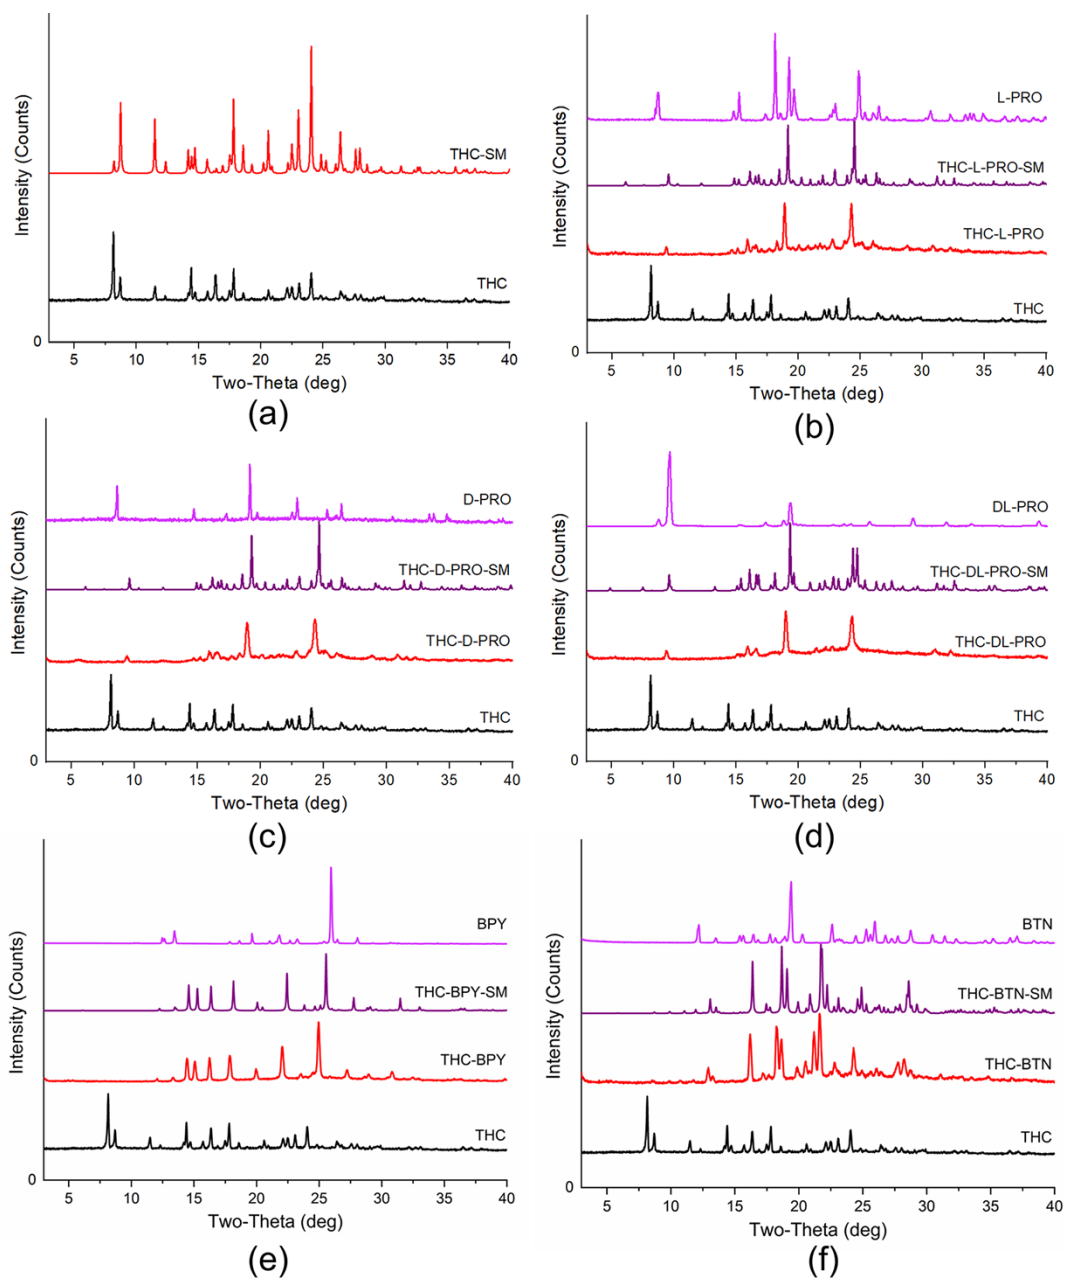 Intensity (Counts)
THC-SM
THC
0
5 10 15 20 25 30 35 40
Two-Theta (deg)
(a)
Intensity (Counts)
L-PRO
THC-L-PRO-SM
THC-L-PRO
THC
0
5 10 15 20 25 30 35 40
Two-Theta (deg)
(b)
Intensity (Counts)
D-PRO
THC-D-PRO-SM
THC-D-PRO
THC
0
5 10 15 20 25 30 35 40
Two-Theta (deg)
(c)
Intensity (Counts)
DL-PRO
THC-DL-PRO-SM
THC-DL-PRO
THC
0
5 10 15 20 25 30 35 40
Two-Theta (deg)
(d)
Intensity (Counts)
BPY
THC-BPY-SM
THC-BPY
THC
0
5 10 15 20 25 30 35 40
Two-Theta (deg)
(e)
Intensity (Counts)
BTN
THC-BTN-SM
THC-BTN
THC
0
5 10 15 20 25 30 35 40
Two-Theta (deg)
(f)